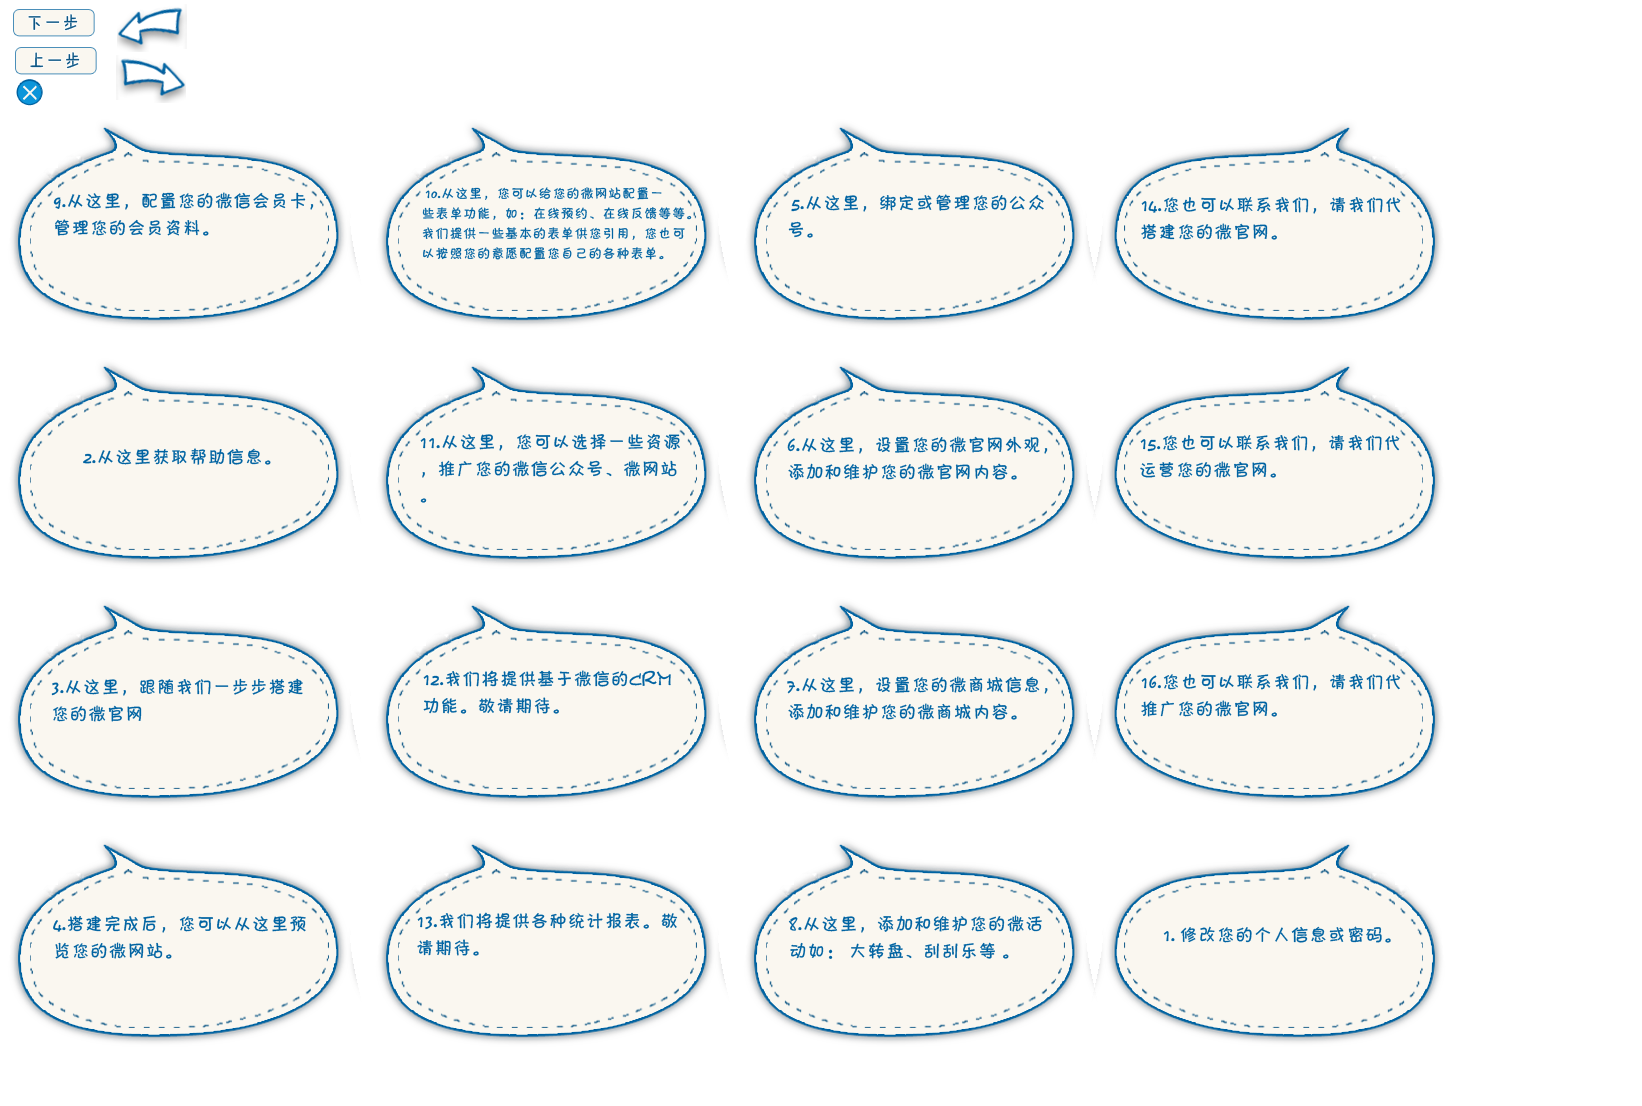 下一步
上一步
9.从这里，配置您的微信会员卡，
管理您的会员资料。
10.从这里，您可以给您的微网站配置一
些表单功能，如：在线预约、在线反馈等等。
我们提供一些基本的表单供您引用，您也可
以按照您的意愿配置您自己的各种表单。
5.从这里，绑定或管理您的公众
号。
14.您也可以联系我们，请我们代
搭建您的微官网。
2.从这里获取帮助信息。
11.从这里，您可以选择一些资源
，推广您的微信公众号、微网站
。
6.从这里，设置您的微官网外观，
添加和维护您的微官网内容。
15.您也可以联系我们，请我们代
运营您的微官网。
3.从这里，跟随我们一步步搭建
您的微官网
12.我们将提供基于微信的CRM
功能。敬请期待。
7.从这里，设置您的微商城信息，
添加和维护您的微商城内容。
16.您也可以联系我们，请我们代
推广您的微官网。
4.搭建完成后，您可以从这里预
览您的微网站。
13.我们将提供各种统计报表。敬
请期待。
8.从这里，添加和维护您的微活
动如： 大转盘、刮刮乐等 。
1. 修改您的个人信息或密码。